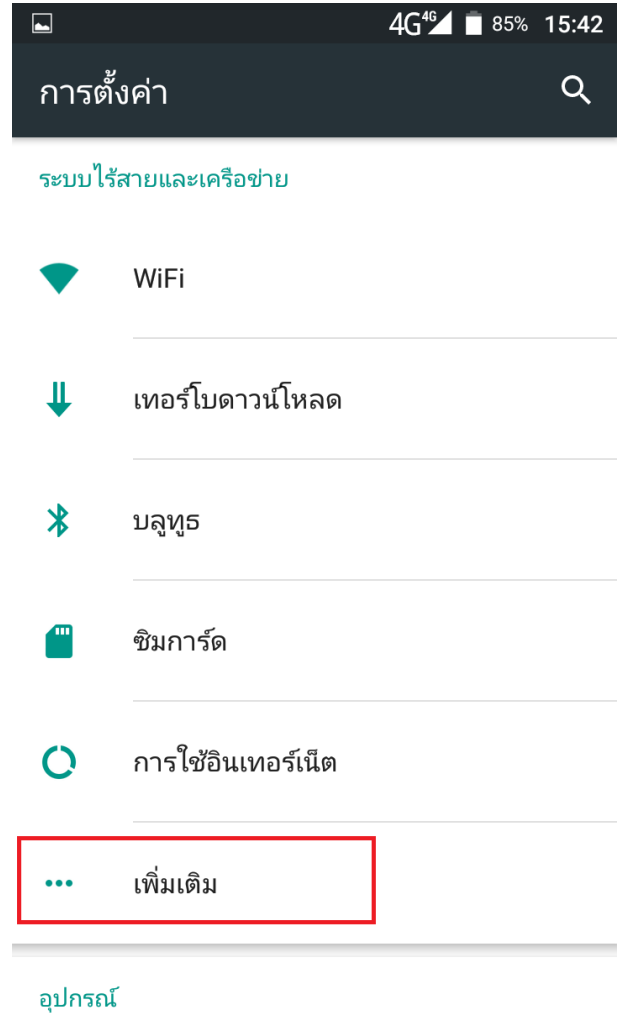 4G 4G 85% 15:42
การตั้งค่า
ระบบไร้สายและเครือข่าย
WiFi
เทอร์โบดาวน์โหลด
บลูทูธ
ซิมการ์ด
การใช้อินเทอร์เน็ต
เพิ่มเติม
อุปกรณ์